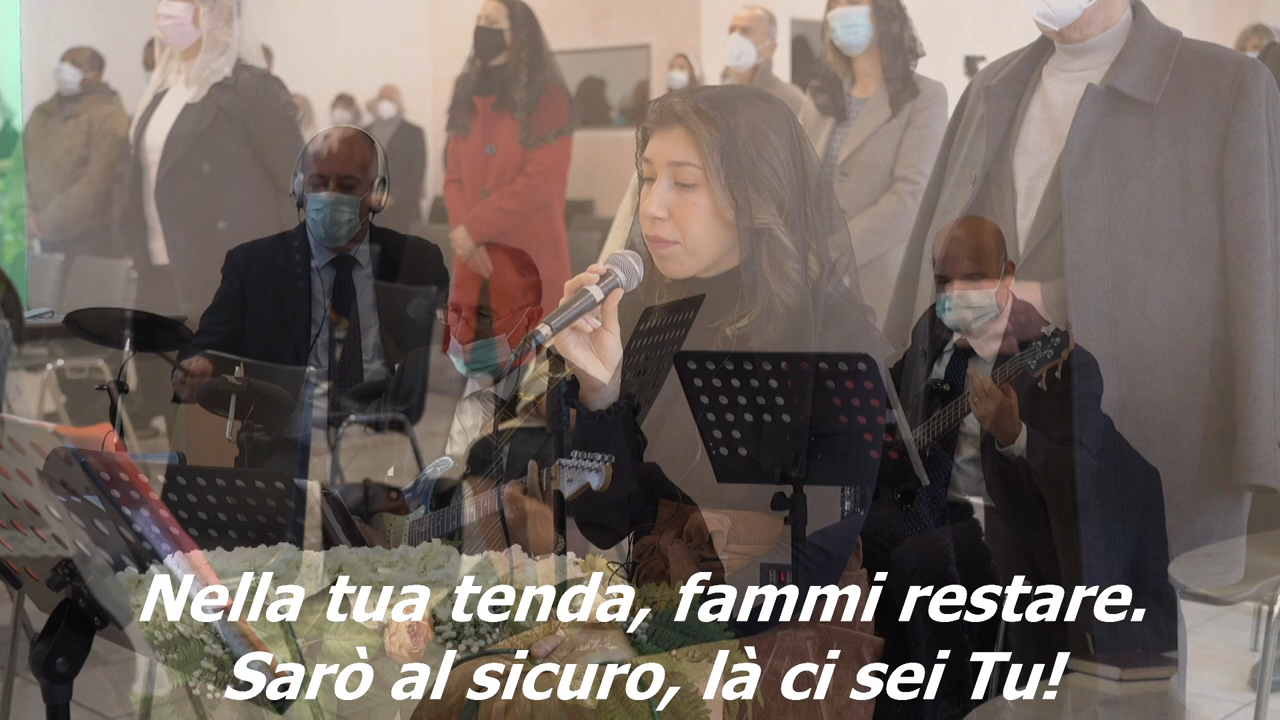 Nella tua tenda, fammi restare.
Sarò al sicuro, là ci sei Tu!